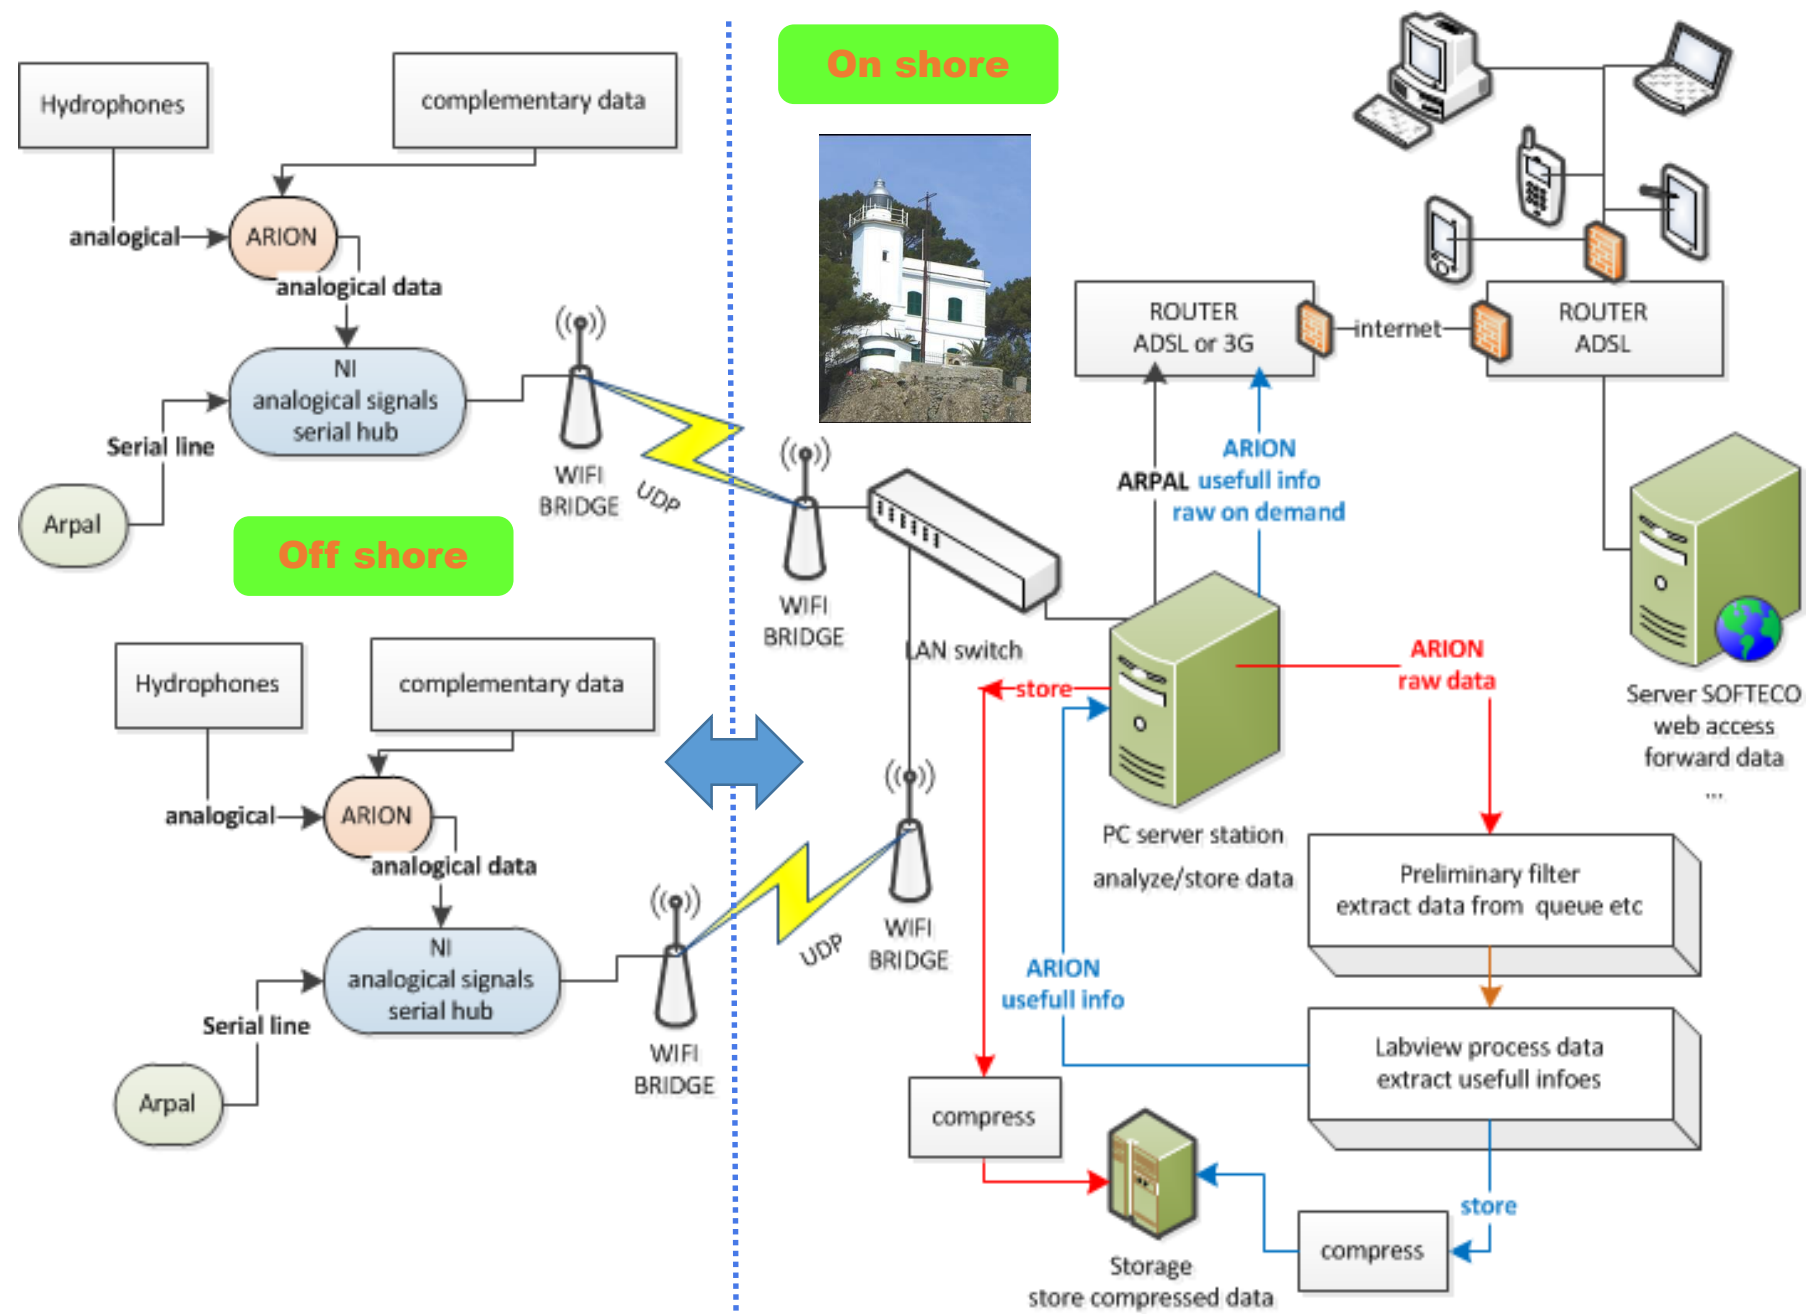 On shore
Hydrophones
complementary data
analogical
ARION
analogical data
NI
analogical signals
serial hub
Serial line
Arpal
WIFI
BRIDGE
UDP
Off shore
WIFI
BRIDGE
LAN switch
ROUTER
ADSL or 3G
internet
ROUTER
ADSL
ARPAL
ARION
usefull info
raw on demand
Server SOFTECO
web access
forward data
...
Hydrophones
complementary data
analogical
ARION
analogical data
NI
analogical signals
serial hub
Serial line
Arpal
WIFI
BRIDGE
UDP
WIFI
BRIDGE
store
ARION
raw data
PC server station
analyze/store data
Preliminary filter
extract data from queue etc
ARION
usefull info
Labview process data
extract usefull infoes
compress
store
compress
Storage
store compressed data